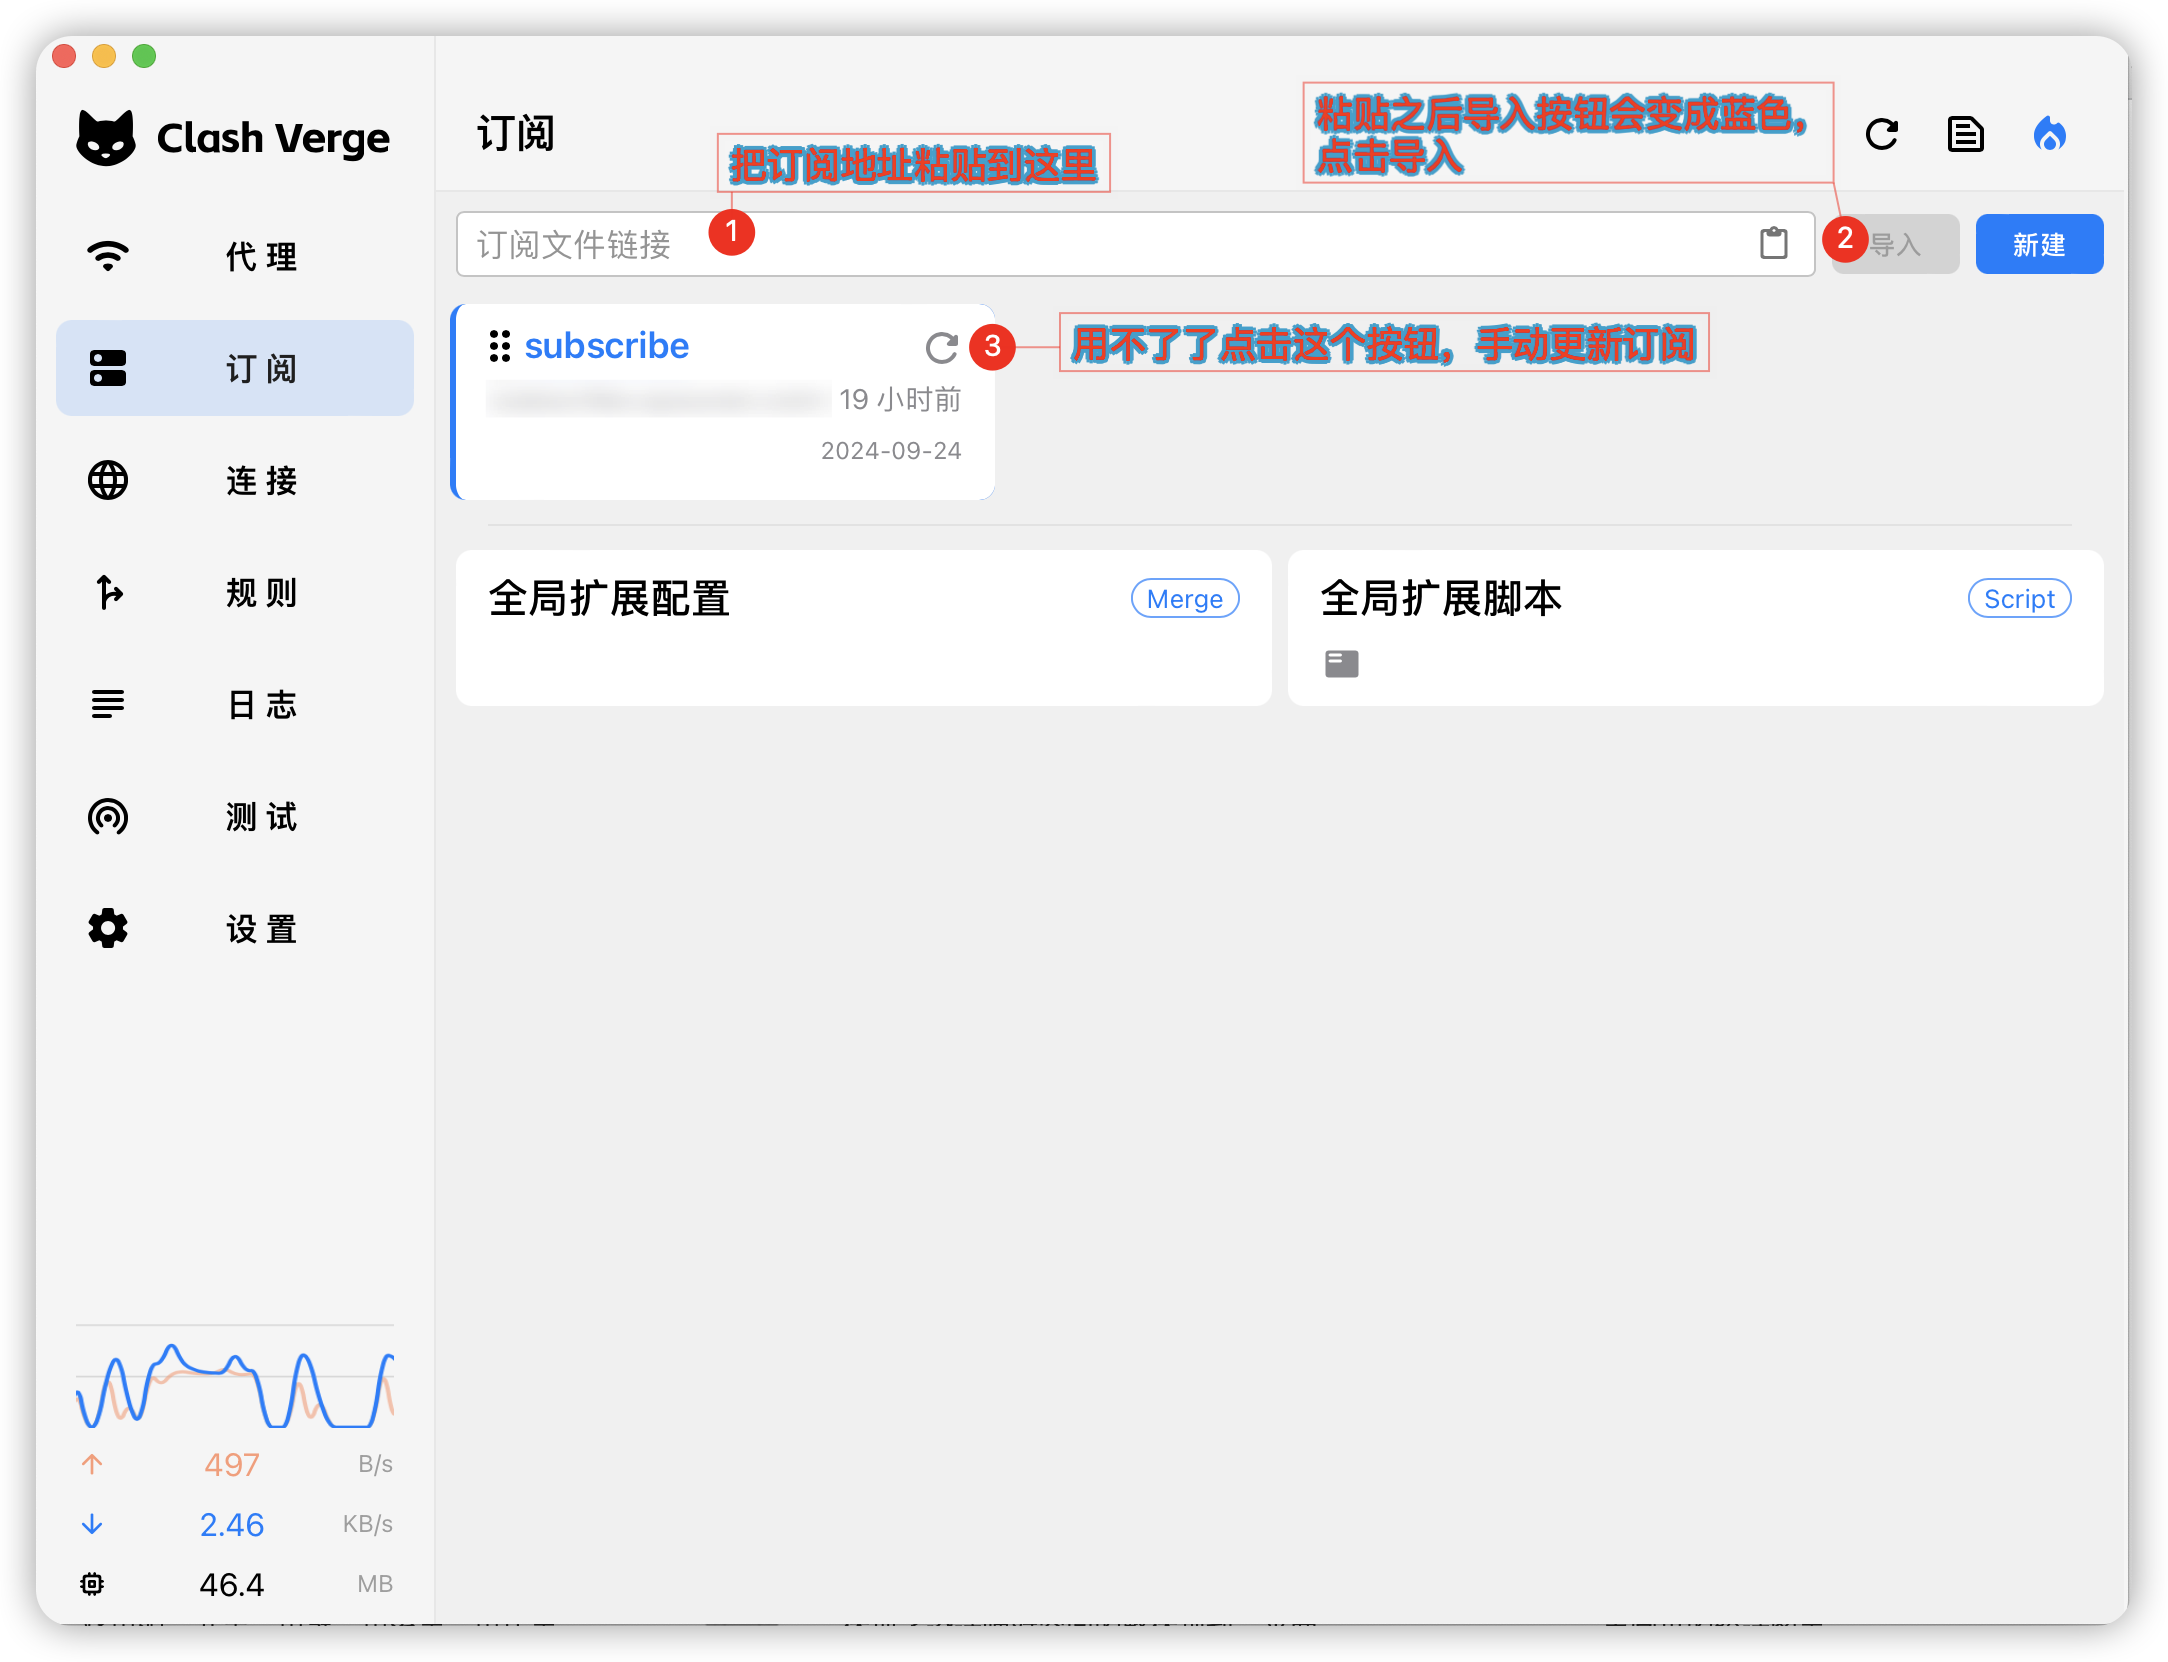 Clash Verge
代 理
订 阅
连 接
规 则
日 志
测 试
设 置
497 B/s
2.46 KB/s
46.4 MB
订阅
把订阅地址粘贴到这里
粘贴之后导入按钮会变成蓝色，
点击导入
订阅文件链接
1
2
导入
新建
subscribe
3
用不了了点击这个按钮，手动更新订阅
19 小时前
2024-09-24
全局扩展配置
Merge
全局扩展脚本
Script